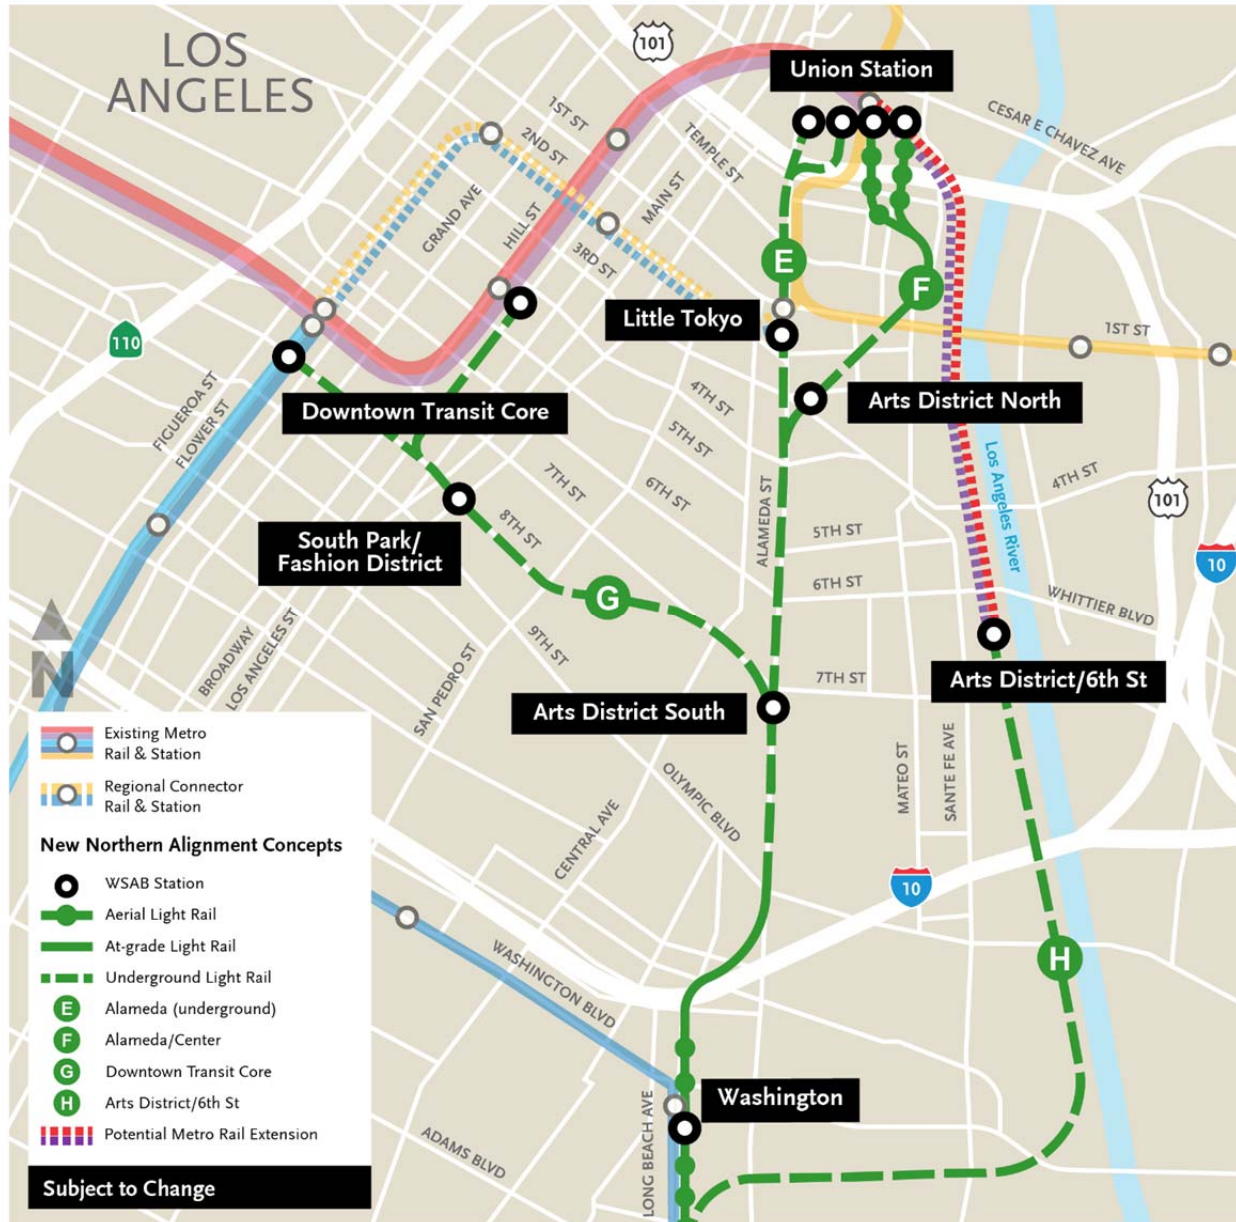 LOS
ANGELES
101
Union Station
CESAR E CHAVEZ AVE
1ST ST
2ND ST
TEMPLE ST
MAIN ST
GRAND AVE
HILL ST
3RD ST
E
F
Little Tokyo
1ST ST
110
Downtown Transit Core
4TH ST
Arts District North
FIGUEROA ST
FLOWER ST
5TH ST
7TH ST
6TH ST
ALAMEDA ST
Los Angeles River
4TH ST
101
8TH ST
South Park/
Fashion District
5TH ST
10
6TH ST
WHITTIER BLVD
G
N
BROADWAY
LOS ANGELES ST
9TH ST
SAN PEDRO ST
7TH ST
Arts District/6th St
Arts District South
OLYMPIC BLVD
MATEO ST
SANTE FE AVE
CENTRAL AVE
10
WASHINGTON BLVD
H
Washington
LONG BEACH AVE
ADAMS BLVD
Existing Metro
Rail & Station
Regional Connector
Rail & Station
New Northern Alignment Concepts
WSAB Station
Aerial Light Rail
At-grade Light Rail
Underground Light Rail
E Alameda (underground)
F Alameda/Center
G Downtown Transit Core
H Arts District/6th St
Potential Metro Rail Extension
Subject to Change